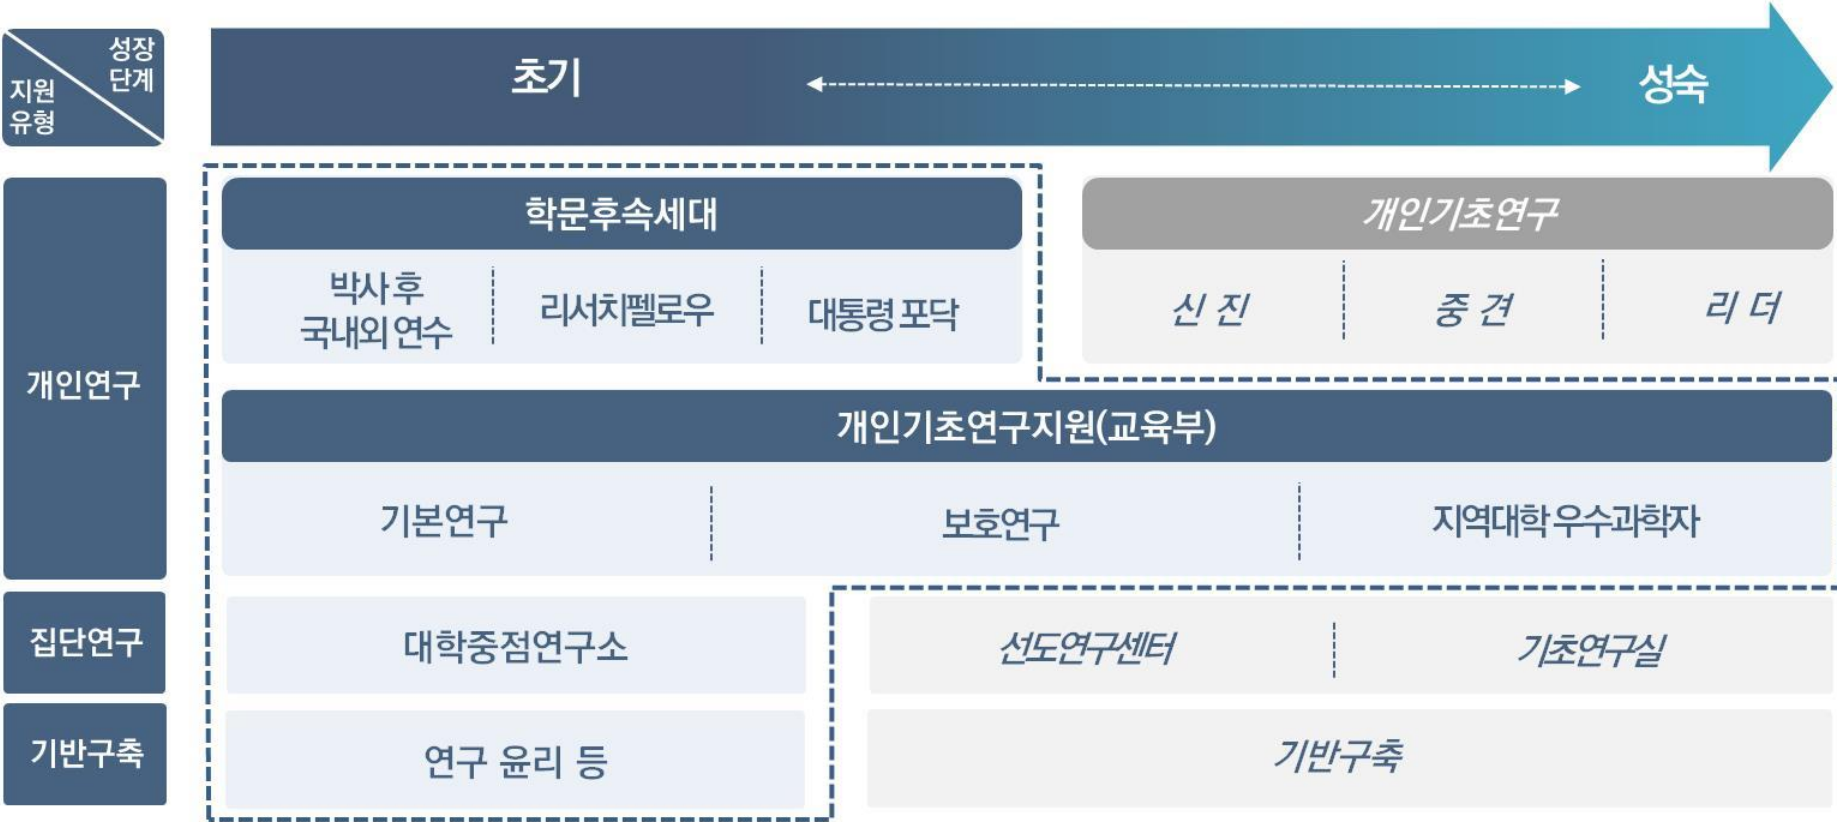 성장
단계
지원
유형
초기
성숙
개인연구
학문후속세대
박사 후
국내외 연수
리서치펠로우
대통령 포닥
개인기초연구
신 진
중 견
리 더
개인기초연구지원(교육부)
기본연구
보호연구
지역대학 우수과학자
집단연구
대학중점연구소
선도연구센터
기초연구실
기반구축
연구 윤리 등
기반구축